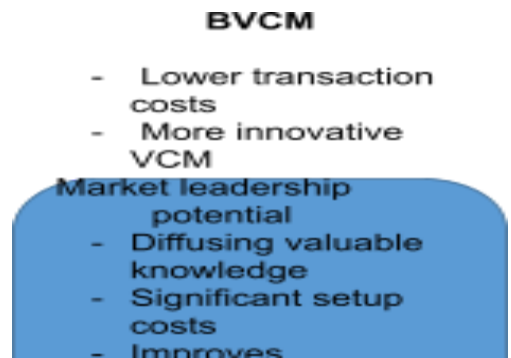 BVCM
- Lower transaction
costs
- More innovative
VCM
Market leadership
potential
- Diffusing valuable
knowledge
- Significant setup
costs
- Improves